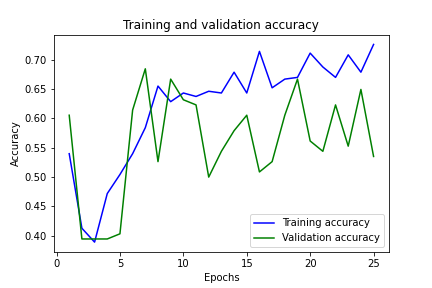 Training and validation accuracy
Accuracy
0.70
0.65
0.60
0.55
0.50
0.45
0.40
Training accuracy
Validation accuracy
0 5 10 15 20 25
Epochs